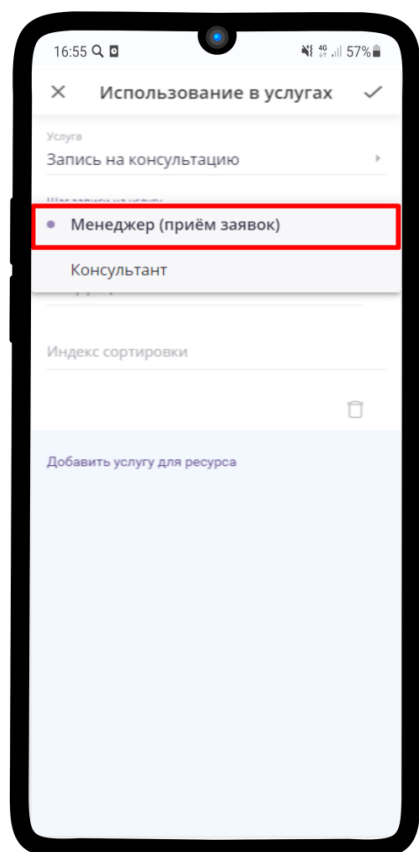 16:55
4G
57%
Использование в услугах
Услуга
Запись на консультацию
Менеджер (приём заявок)
Консультант
Индекс сортировки
Добавить услугу для ресурса